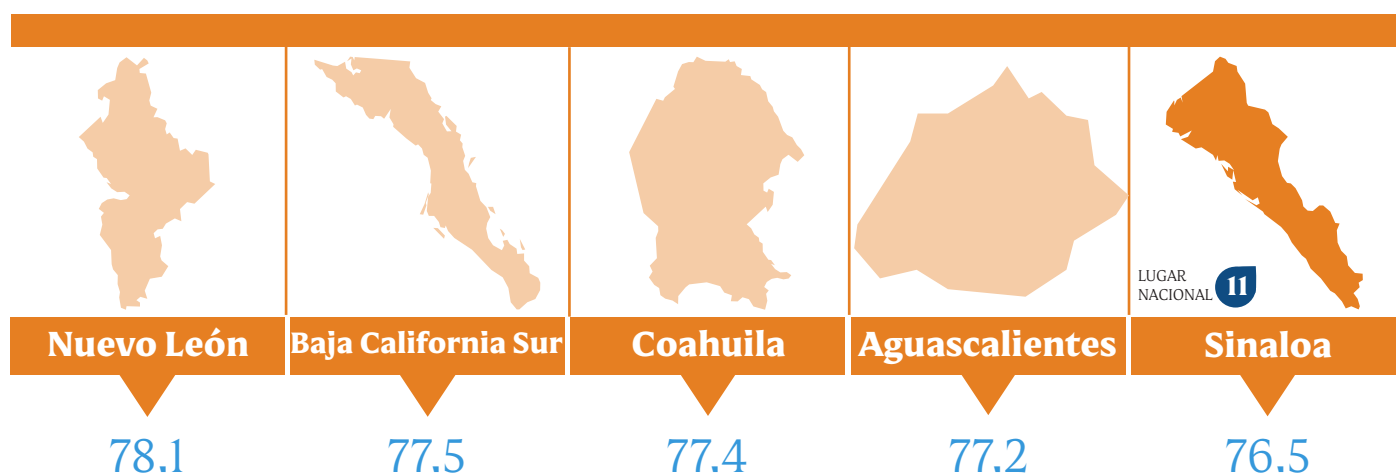 LUGAR
NACIONAL 11
Nuevo León
Baja California Sur
Coahuila
Aguascalientes
Sinaloa
78.1
77.5
77.4
77.2
76.5